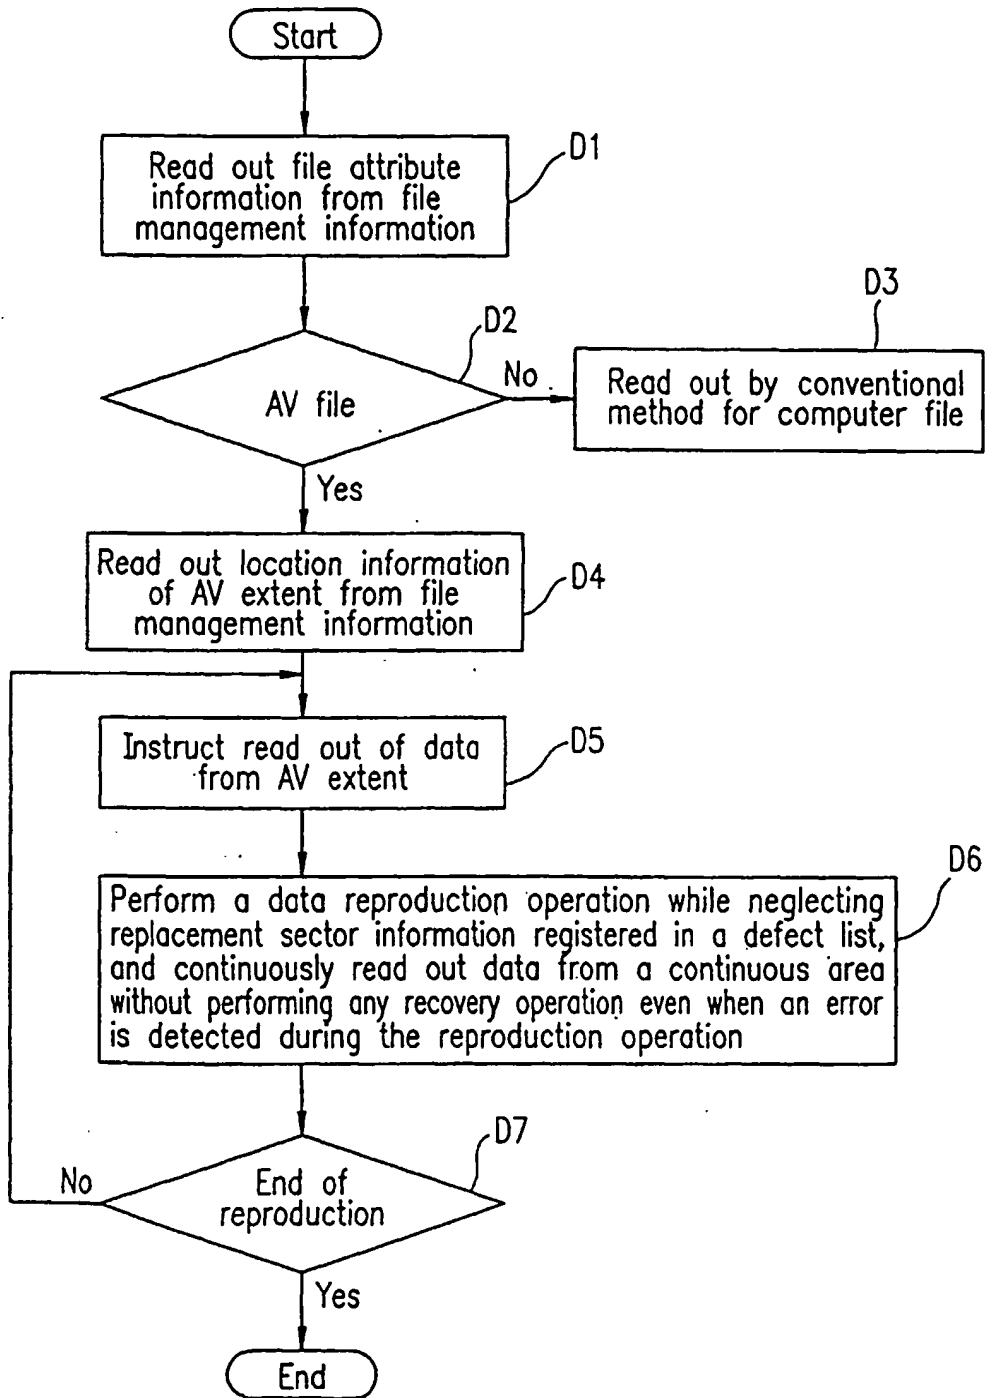 Start
D1
Read out file attribute
information from file
management information
D2
D3
AV file
No
Read out by conventional
method for computer file
Yes
Read out location information
of AV extent from file
management information
D4
Instruct read out of data
from AV extent
D5
D6
Perform a data reproduction operation while neglecting
replacement sector information registered in a defect list,
and continuously read out data from a continuous area
without performing any recovery operation even when an error
is detected during the reproduction operation
D7
No
End of
reproduction
Yes
End